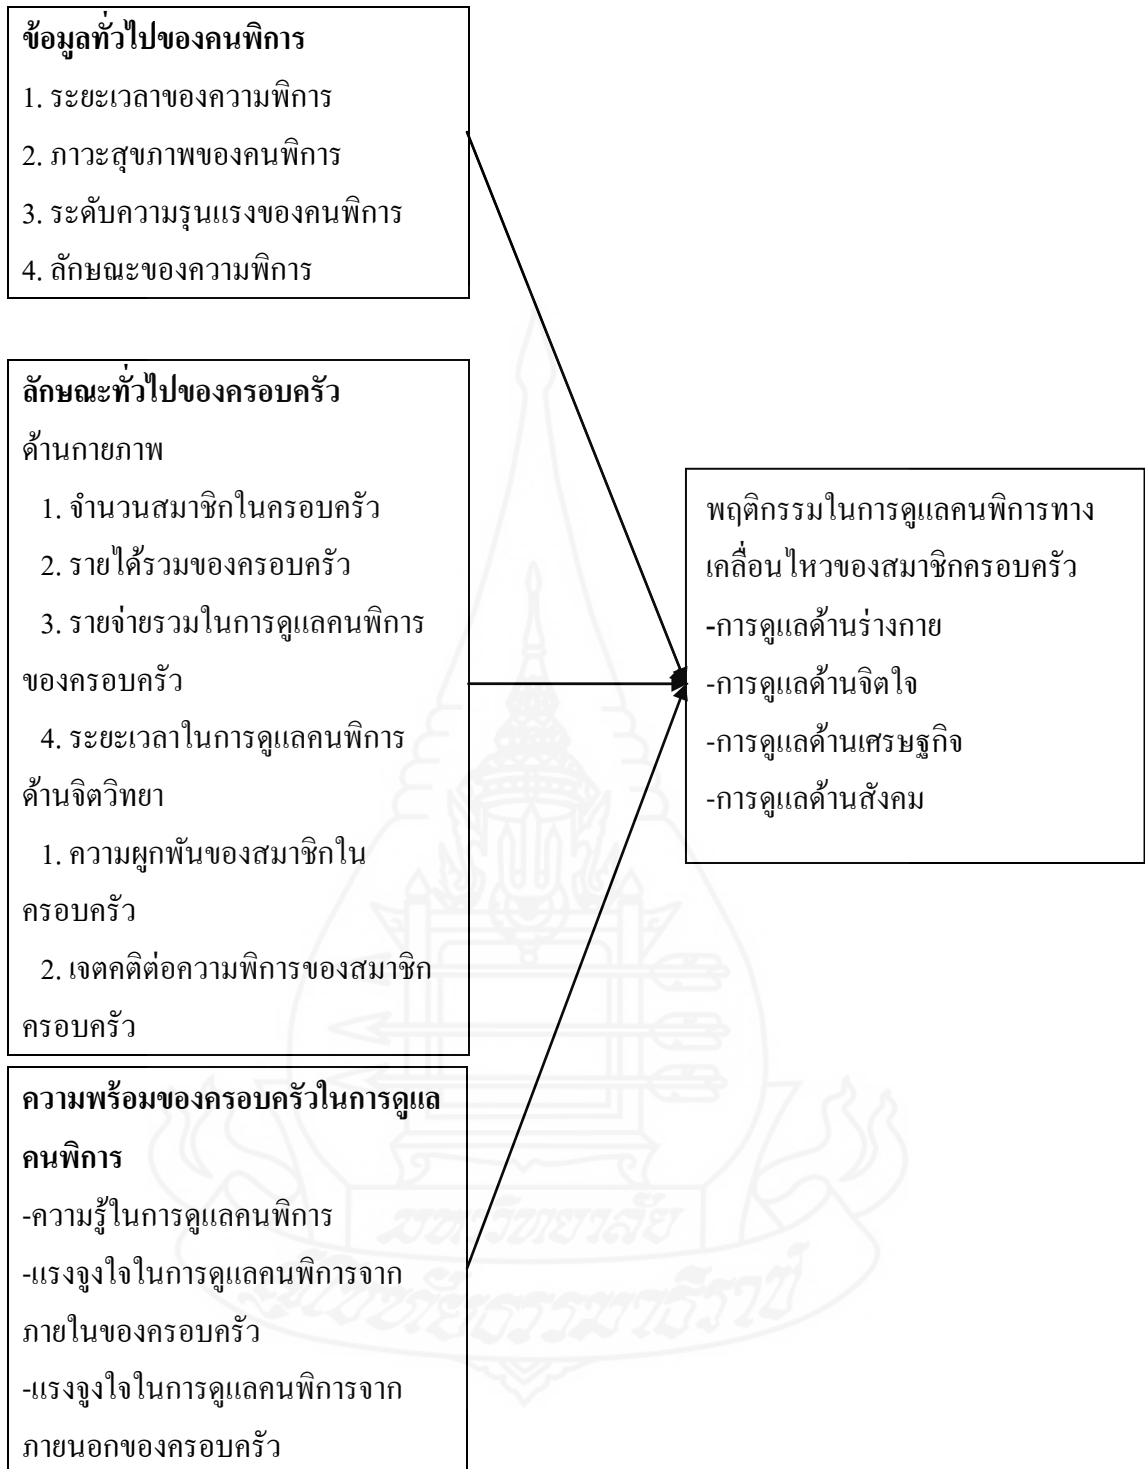 ข้อมูลทั่วไปของคนพิการ
1. ระยะเวลาของความพิการ
2. ภาวะสุขภาพของคนพิการ
3. ระดับความรุนแรงของคนพิการ
4. ลักษณะของความพิการ
ลักษณะทั่วไปของครอบครัว
ด้านกายภาพ
1. จำนวนสมาชิกในครอบครัว
2. รายได้รวมของครอบครัว
3. รายจ่ายรวมในการดูแลคนพิการ
ของครอบครัว
4. ระยะเวลาในการดูแลคนพิการ
ด้านจิตวิทยา
1. ความผูกพันของสมาชิกใน
ครอบครัว
2. เจตคติต่อความพิการของสมาชิก
ครอบครัว
ความพร้อมของครอบครัวในการดูแล
คนพิการ
-ความรู้ในการดูแลคนพิการ
-แรงจูงใจในการดูแลคนพิการจาก
ภายในของครอบครัว
-แรงจูงใจในการดูแลคนพิการจาก
ภายนอกของครอบครัว
พฤติกรรมในการดูแลคนพิการทาง
เคลื่อนไหวของสมาชิกครอบครัว
-การดูแลด้านร่างกาย
-การดูแลด้านจิตใจ
-การดูแลด้านเศรษฐกิจ
-การดูแลด้านสังคม
มหาวิทยาลัย
สุโขทัยธรรมาธิราช